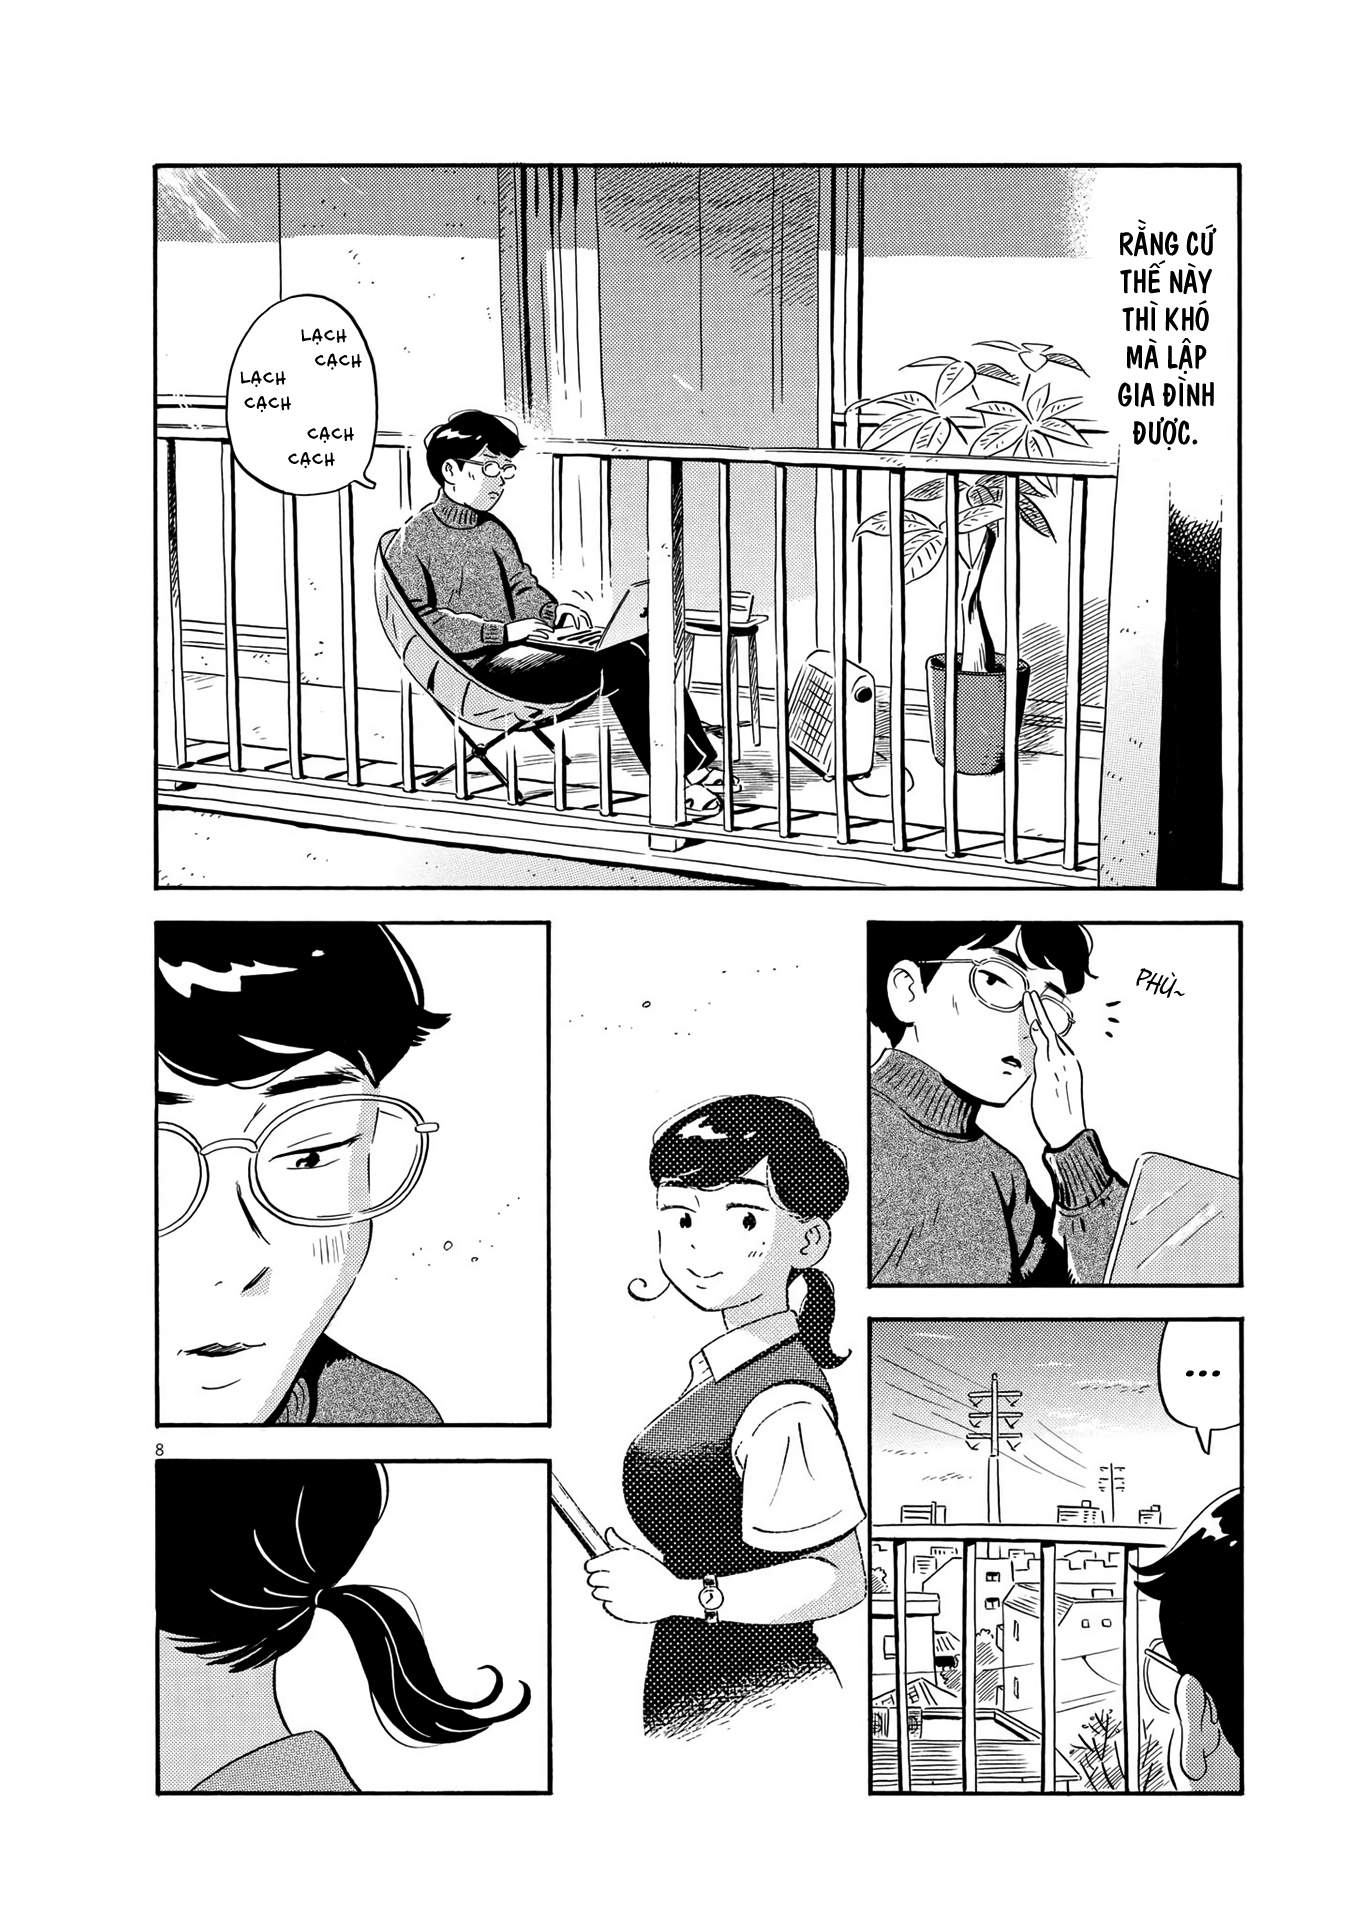 RẰNG CỨ
THẾ NÀY
THÌ KHÓ
MÀ LẬP
GIA ĐÌNH
ĐƯỢC.
LẠCH
CẠCH
LẠCH
CẠCH
CẠCH
CẠCH
PHÙ~
...
8